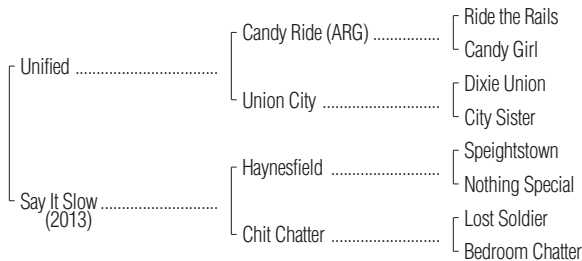 Ride the Rails
Candy Ride (ARG) ..................
Candy Girl
Unified ......................................
Dixie Union
Union City ...............................
City Sister
Speightstown
Haynesfield .............................
Nothing Special
Say It Slow ...............................
(2013)
Lost Soldier
Chit Chatter .............................
Bedroom Chatter